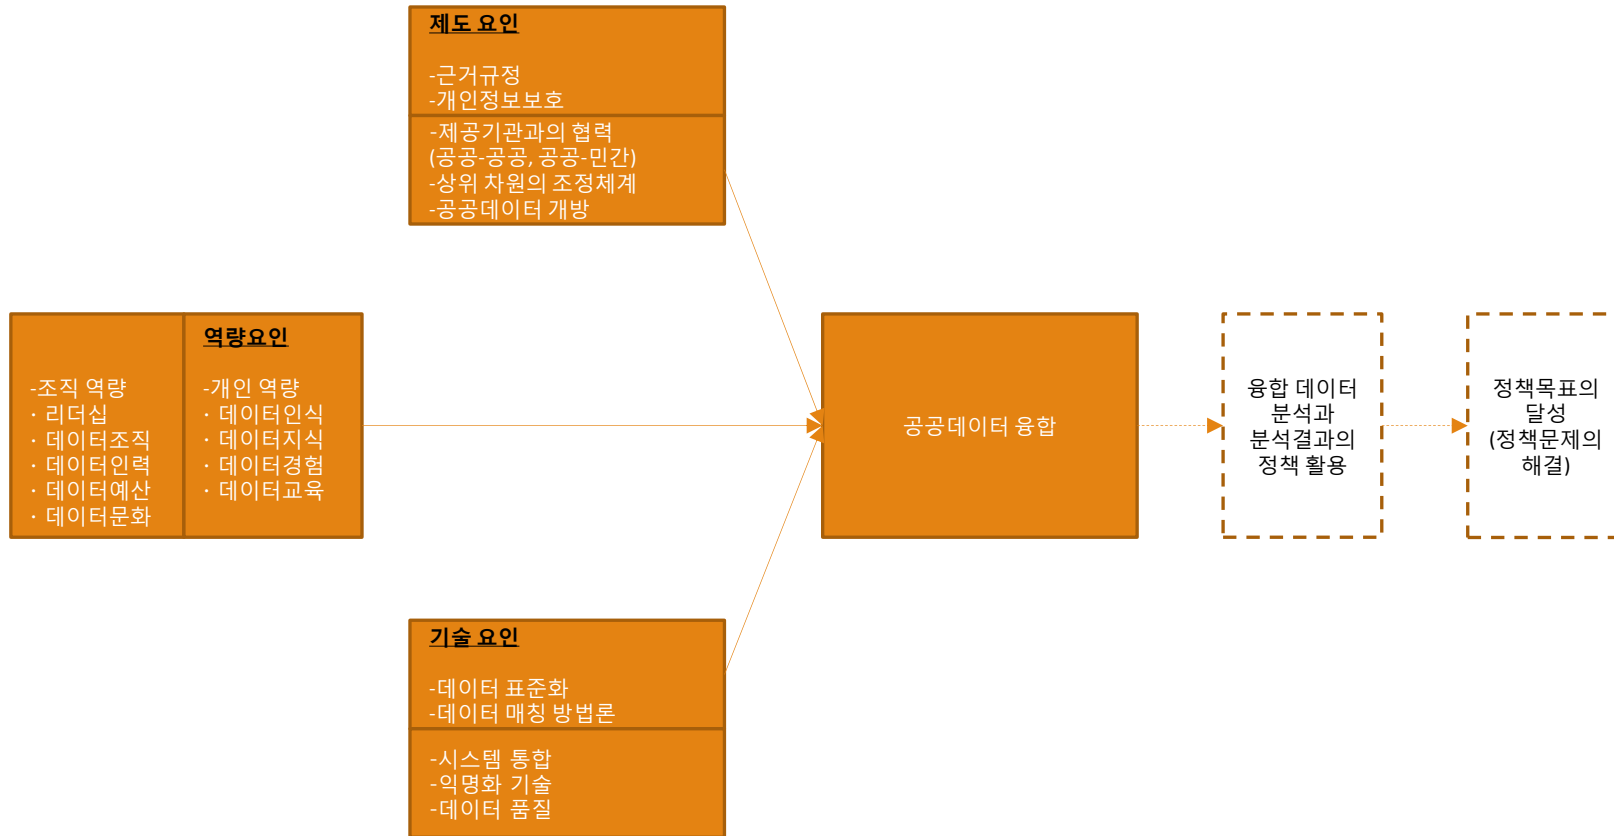 제도 요인
-근거규정
-개인정보보호
-제공기관과의 협력
(공공-공공, 공공-민간)
-상위 차원의 조정체계
-공공데이터 개방
역량요인
-조직 역량
· 리더십
· 데이터조직
· 데이터인력
· 데이터예산
· 데이터문화
-개인 역량
· 데이터인식
· 데이터지식
· 데이터경험
· 데이터교육
공공데이터 융합
융합 데이터
분석과
분석결과의
정책 활용
정책목표의
달성
(정책문제의
해결)
기술 요인
-데이터 표준화
-데이터 매칭 방법론
-시스템 통합
-익명화 기술
-데이터 품질